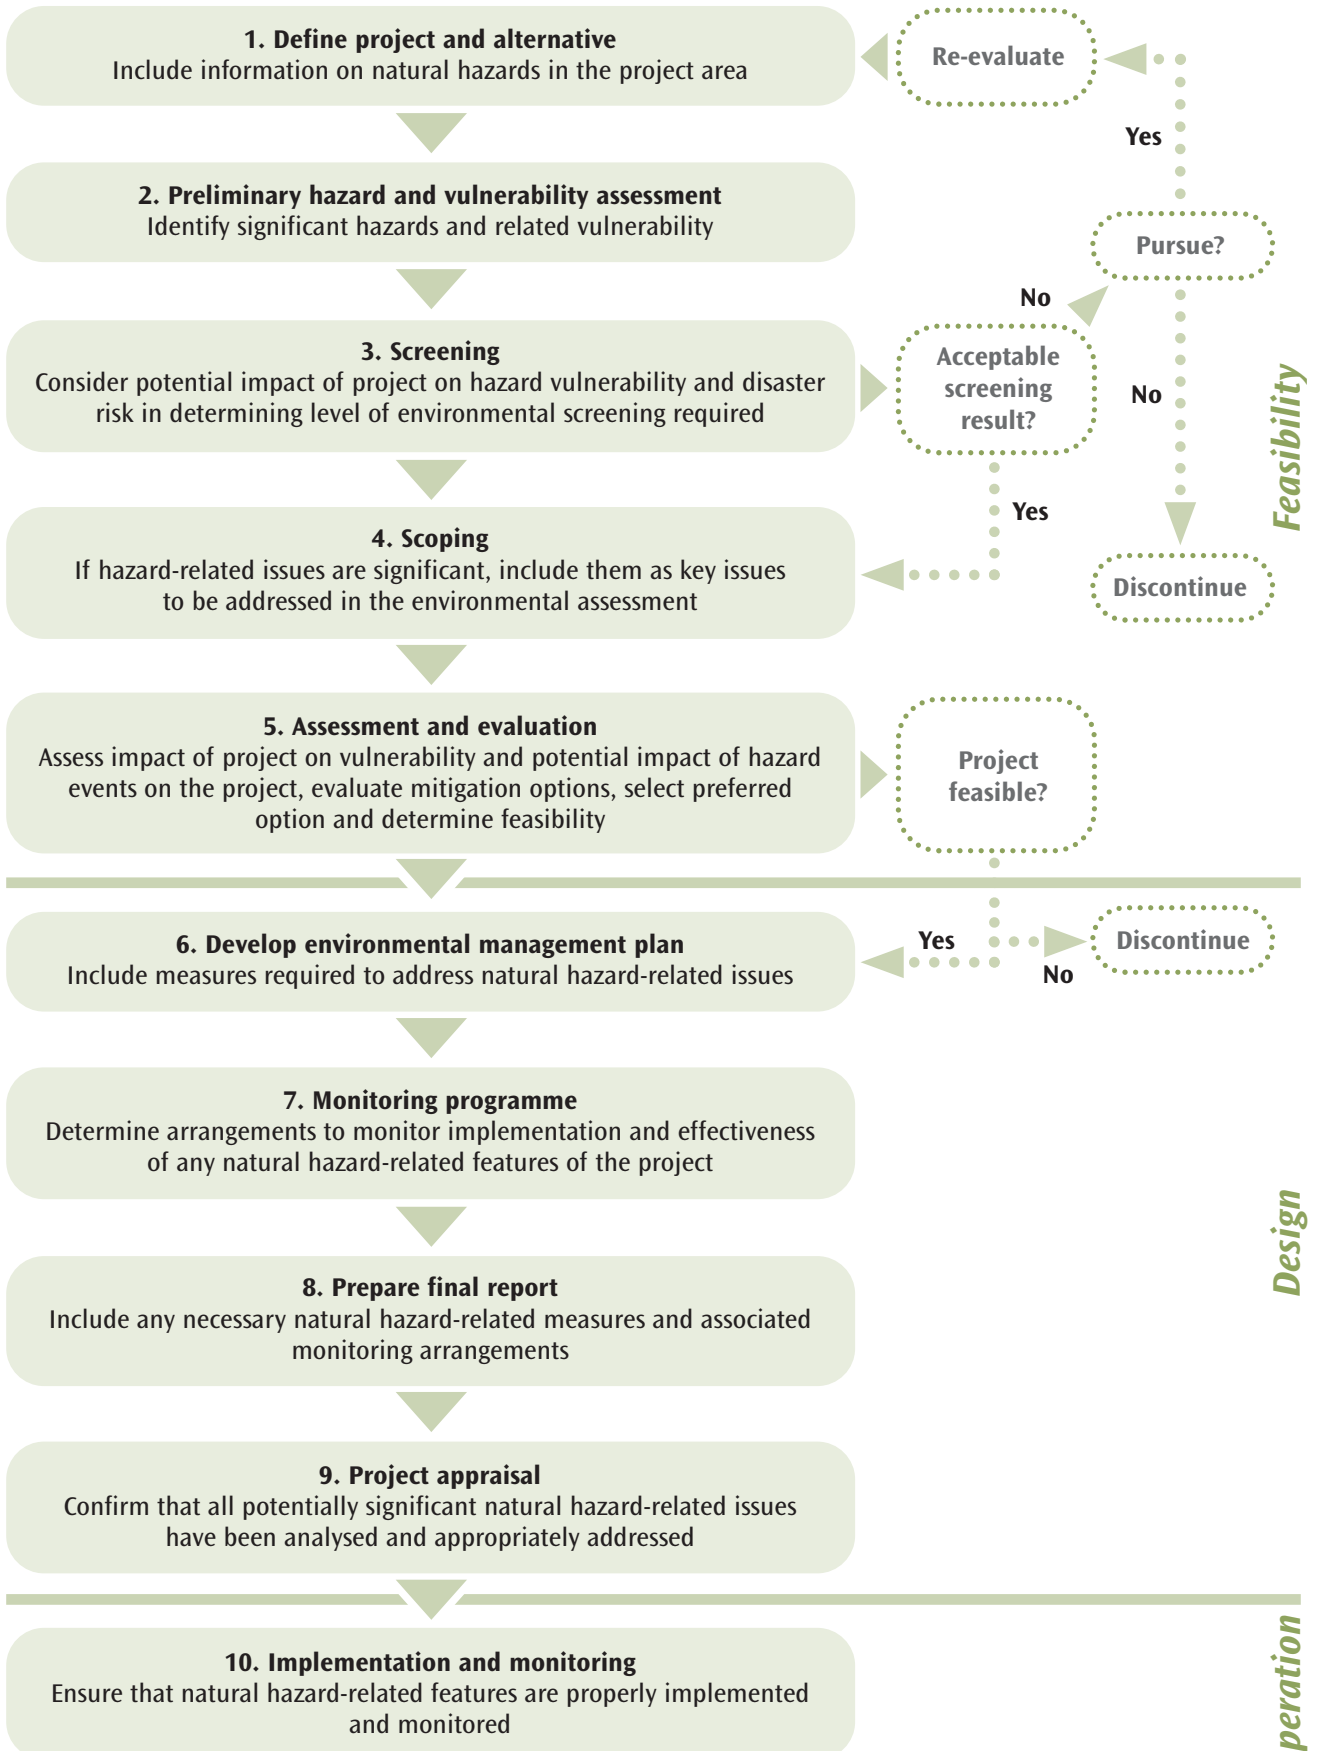 1. Define project and alternative
Include information on natural hazards in the project area
Re-evaluate
Yes
2. Preliminary hazard and vulnerability assessment
Identify significant hazards and related vulnerability
Pursue?
No
3. Screening
Consider potential impact of project on hazard vulnerability and disaster
risk in determining level of environmental screening required
Acceptable
screening
result?
No
Yes
Feasibility
4. Scoping
If hazard-related issues are significant, include them as key issues
to be addressed in the environmental assessment
Discontinue
5. Assessment and evaluation
Assess impact of project on vulnerability and potential impact of hazard
events on the project, evaluate mitigation options, select preferred
option and determine feasibility
Project
feasible?
6. Develop environmental management plan
Include measures required to address natural hazard-related issues
Yes
No
Discontinue
7. Monitoring programme
Determine arrangements to monitor implementation and effectiveness
of any natural hazard-related features of the project
Design
8. Prepare final report
Include any necessary natural hazard-related measures and associated
monitoring arrangements
9. Project appraisal
Confirm that all potentially significant natural hazard-related issues
have been analysed and appropriately addressed
10. Implementation and monitoring
Ensure that natural hazard-related features are properly implemented
and monitored
peration